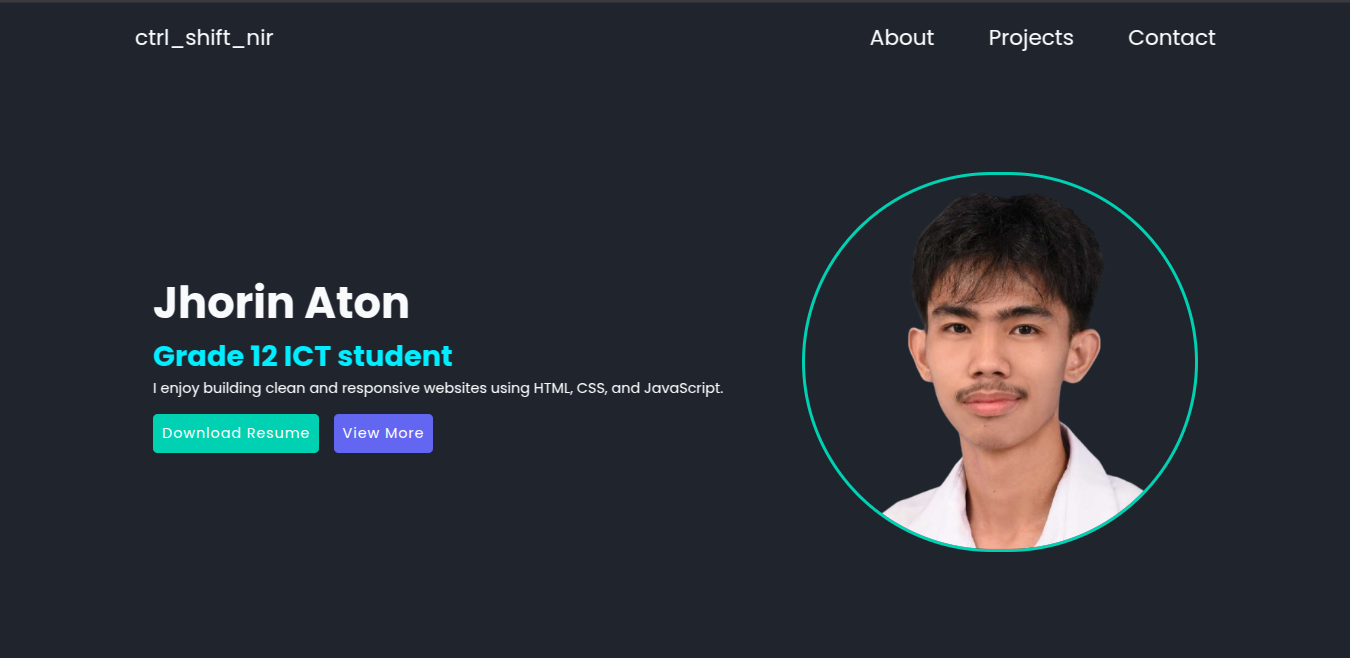 ctrl_shift_nir
About Projects Contact
Jhorin Aton
Grade 12 ICT student
I enjoy building clean and responsive websites using HTML, CSS, and JavaScript.
Download Resume View More